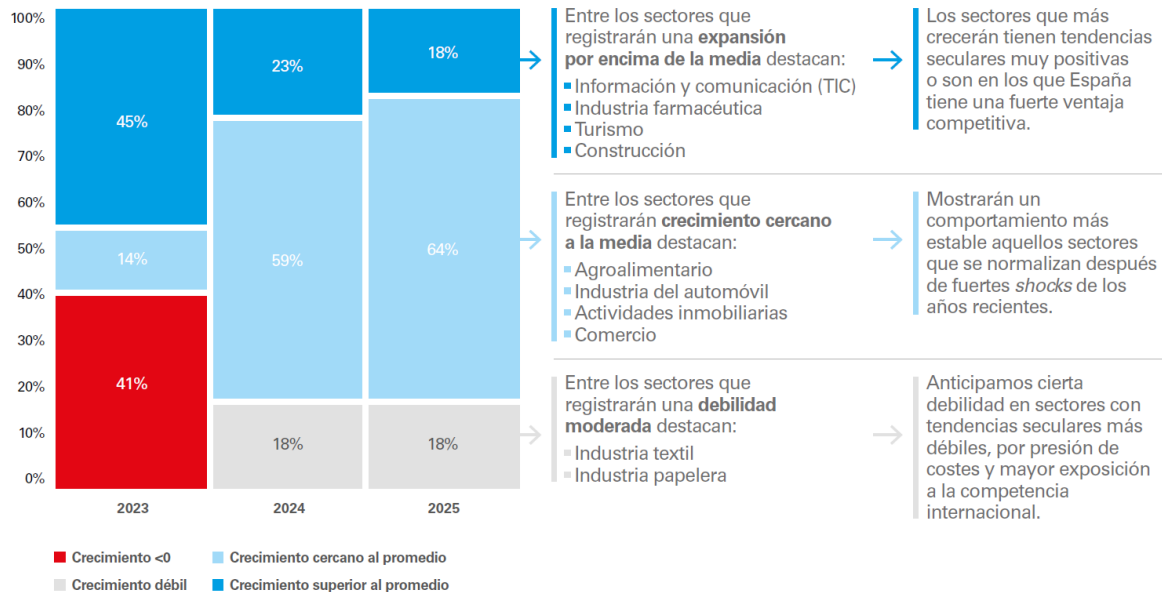 100%
90%
80%
70%
60%
50%
40%
30%
20%
10%
0%
45%
14%
41%
23%
59%
18%
18%
64%
18%
2023
2024
2025
Crecimiento <0
Crecimiento cercano al promedio
Crecimiento débil
Crecimiento superior al promedio
Entre los sectores que
registrarán una expansión
por encima de la media destacan:
Información y comunicación (TIC)
Industria farmacéutica
Turismo
Construcción
Los sectores que más
crecerán tienen tendencias
seculares muy positivas
o son en los que España
tiene una fuerte ventaja
competitiva.
Entre los sectores que
registrarán crecimiento cercano
a la media destacan:
Agroalimentario
Industria del automóvil
Actividades inmobiliarias
Comercio
Mostrarán un
comportamiento más
estable aquellos sectores
que se normalizan después
de fuertes shocks de los
años recientes.
Entre los sectores que
registrarán una debilidad
moderada destacan:
Industria textil
Industria papelera
Anticipamos cierta
debilidad en sectores con
tendencias seculares más
débiles, por presión de
costes y mayor exposición
a la competencia
internacional.